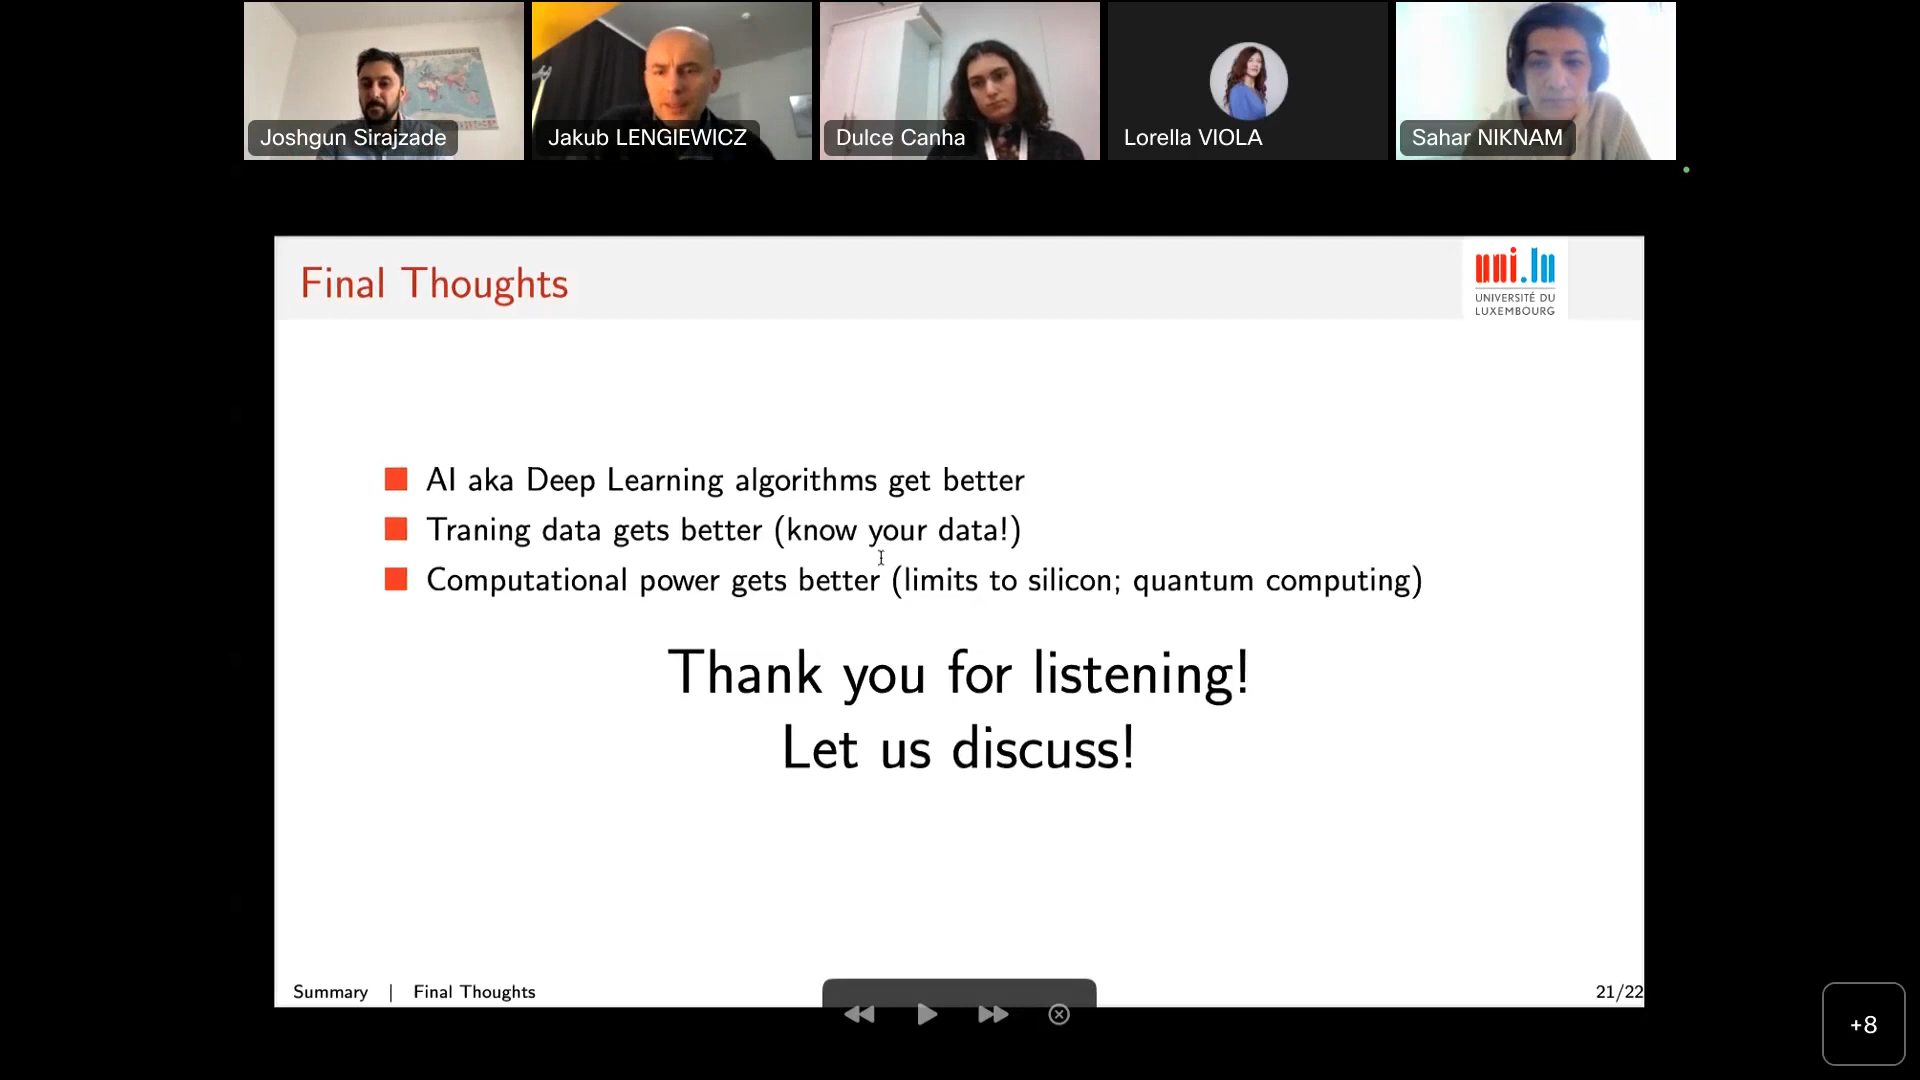 Joshgun Sirajzade
Jakub LENGIEWICZ
Dulce Canha
Lorella VIOLA
Sahar NIKNAM
Final Thoughts
uni.lu
UNIVERSITÉ DU
LUXEMBOURG
AI aka Deep Learning algorithms get better
Traning data gets better (know your data!)
Computational power gets better (limits to silicon; quantum computing)
Thank you for listening!
Let us discuss!
Summary | Final Thoughts
21/22
+8